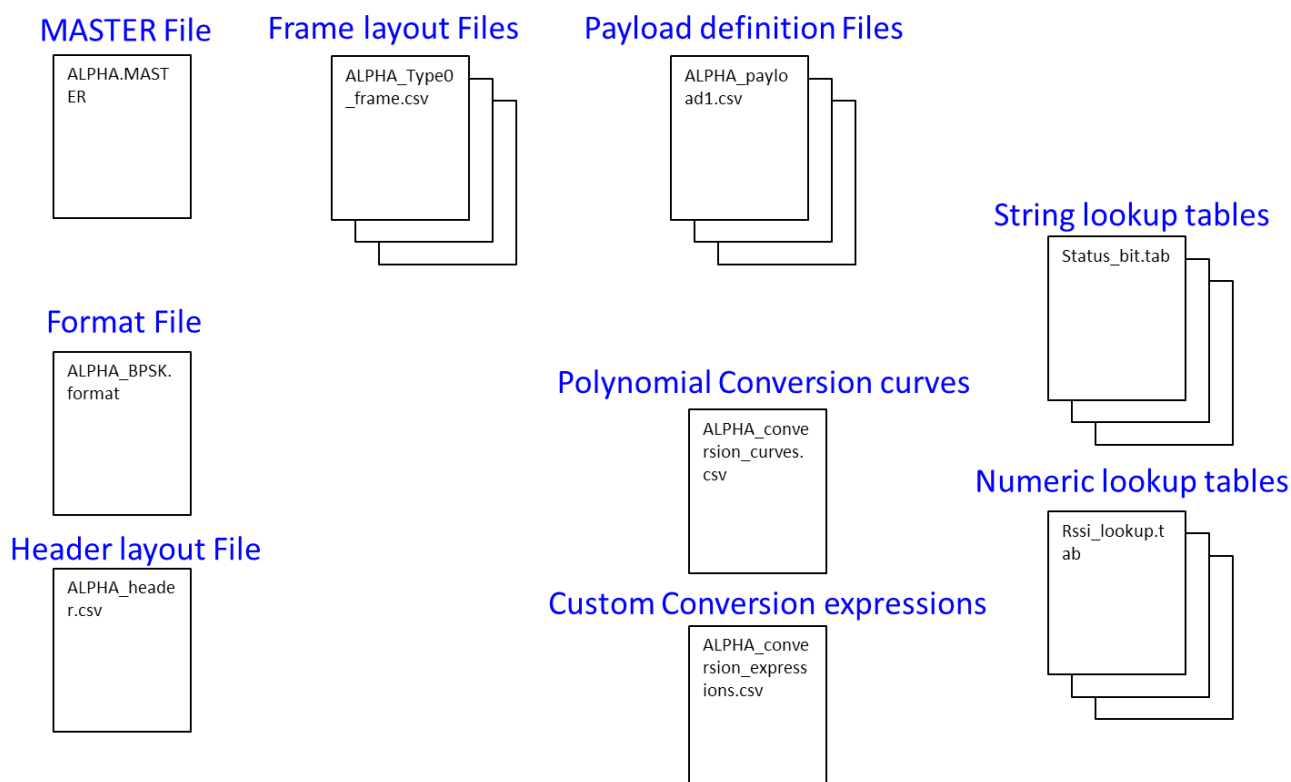 MASTER File
ALPHA.MAST
ER
Frame layout Files
ALPHA_Type0
_frame.csv
Payload definition Files
ALPHA_paylo
ad1.csv
String lookup tables
Status_bit.tab
Format File
ALPHA_BPSK.
format
Polynomial Conversion curves
ALPHA_conve
rsion_curves.
csv
Numeric lookup tables
Rssi_lookup.t
ab
Header layout File
ALPHA_heade
r.csv
Custom Conversion expressions
ALPHA_conve
rsion_express
ions.csv